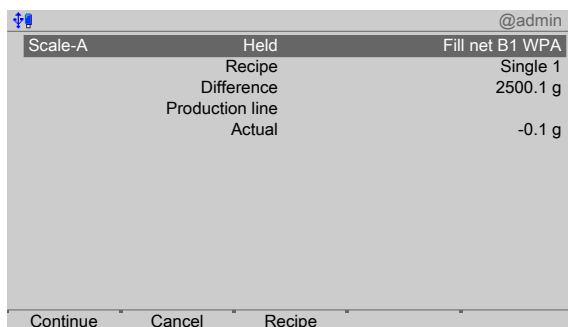 @admin
Scale-A Held Fill net B1 WPA
Recipe Single 1
Difference 2500.1 g
Production line
Actual -0.1 g
Continue Cancel Recipe